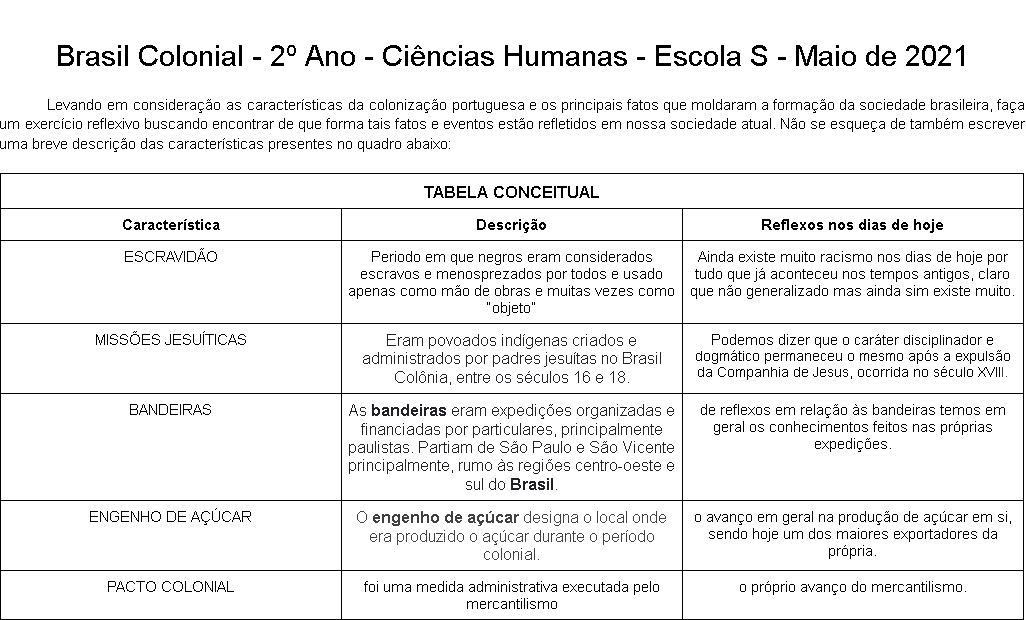 Brasil Colonial - 2º Ano - Ciências Humanas - Escola S - Maio de 2021
Levando em consideração as características da colonização portuguesa e os principais fatos que moldaram a formação da sociedade brasileira, faça
um exercício reflexivo buscando encontrar de que forma tais fatos e eventos estão refletidos em nossa sociedade atual. Não se esqueça de também escrever
uma breve descrição das características presentes no quadro abaixo:
TABELA CONCEITUAL
Característica
Descrição
Reflexos nos dias de hoje
ESCRAVIDÃO
Periodo em que negros eram considerados
escravos e menosprezados por todos e usado
apenas como mão de obras e muitas vezes como
"objeto"
Ainda existe muito racismo nos dias de hoje por
tudo que já aconteceu nos tempos antigos, claro
que não generalizado mas ainda sim existe muito.
MISSÕES JESUÍTICAS
Eram povoados indígenas criados e
administrados por padres jesuítas no Brasil
Colônia, entre os séculos 16 e 18.
Podemos dizer que o caráter disciplinador e
dogmático permaneceu o mesmo após a expulsão
da Companhia de Jesus, ocorrida no século XVIII.
BANDEIRAS
As bandeiras eram expedições organizadas e
financiadas por particulares, principalmente
paulistas. Partiam de São Paulo e São Vicente
principalmente, rumo às regiões centro-oeste e
sul do Brasil.
de reflexos em relação às bandeiras temos em
geral os conhecimentos feitos nas próprias
expedições.
ENGENHO DE AÇÚCAR
O engenho de açúcar designa o local onde
era produzido o açúcar durante o período
colonial.
o avanço em geral na produção de açúcar em si,
sendo hoje um dos maiores exportadores da
própria.
PACTO COLONIAL
foi uma medida administrativa executada pelo
mercantilismo
o próprio avanço do mercantilismo.